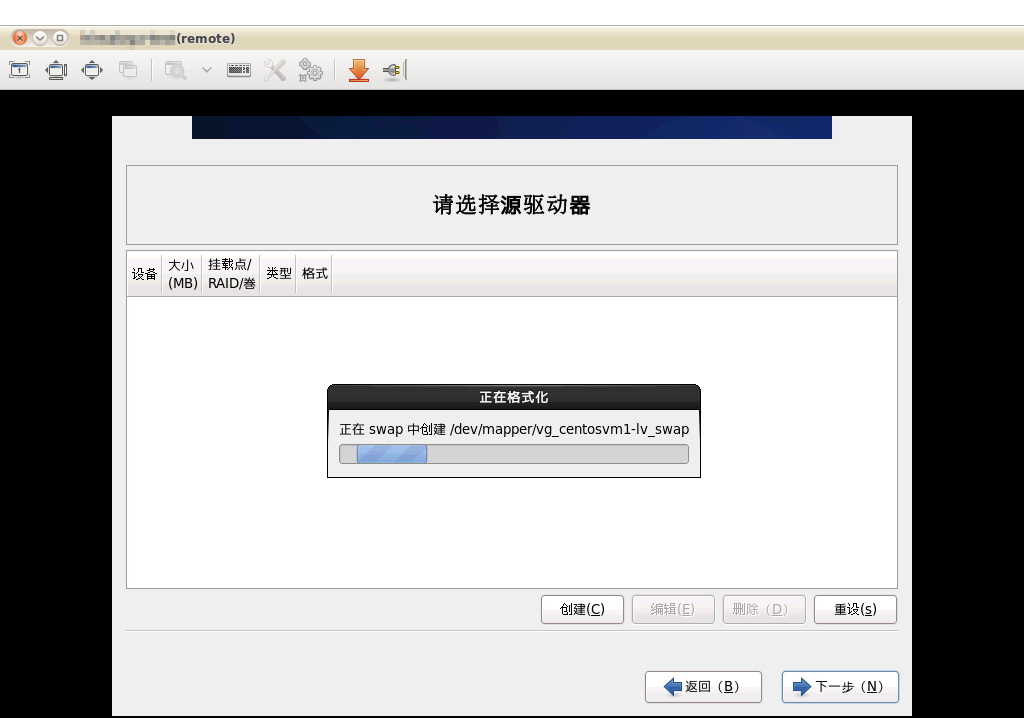 (remote)
请选择源驱动器
设备
大小
(MB)
挂载点/
RAID/卷
类型
格式
正在格式化
正在 swap 中创建 /dev/mapper/vg_centosvm1-lv_swap
创建(C)
编辑(E)
删除（D）
重设(s)
返回（B）
下一步（N）